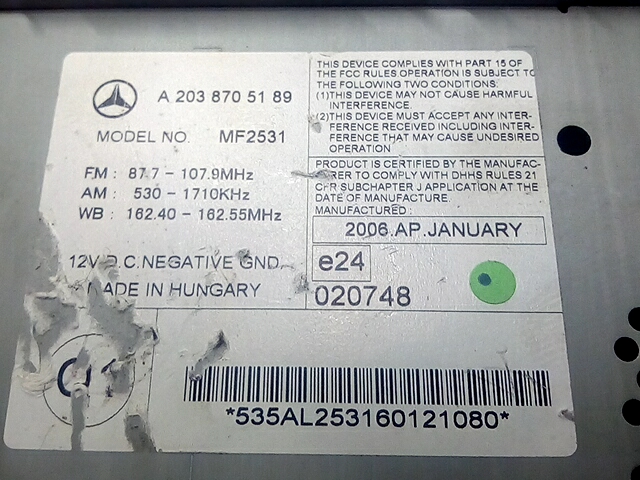 A 203 870 51 89
MODEL NO. MF2531
FM : 87.7 - 107.9MHz
AM : 530 - 1710KHz
WB : 162.40 - 162.55MHz
12V D.C.NEGATIVE GND.
MADE IN HUNGARY
THIS DEVICE COMPLIES WITH PART 15 OF
THE FCC RULES OPERATION IS SUBJECT TO
THE FOLLOWING TWO CONDITIONS:
(1)THIS DEVICE MAY NOT CAUSE HARMFUL
INTERFERENCE.
(2)THIS DEVICE MUST ACCEPT ANY INTER-
FERENCE RECEIVED INCLUDING INTER-
FERENCE THAT MAY CAUSE UNDESIRED
OPERATION
PRODUCT IS CERTIFIED BY THE MANUFAC-
RER TO COMPLY WITH DHHS RULES 21
CFR SUBCHAPTER J APPLICATION AT THE
DATE OF MANUFACTURE.
MANUFACTURED :
2006.AP.JANUARY
e24
020748
*535AL253160121080*